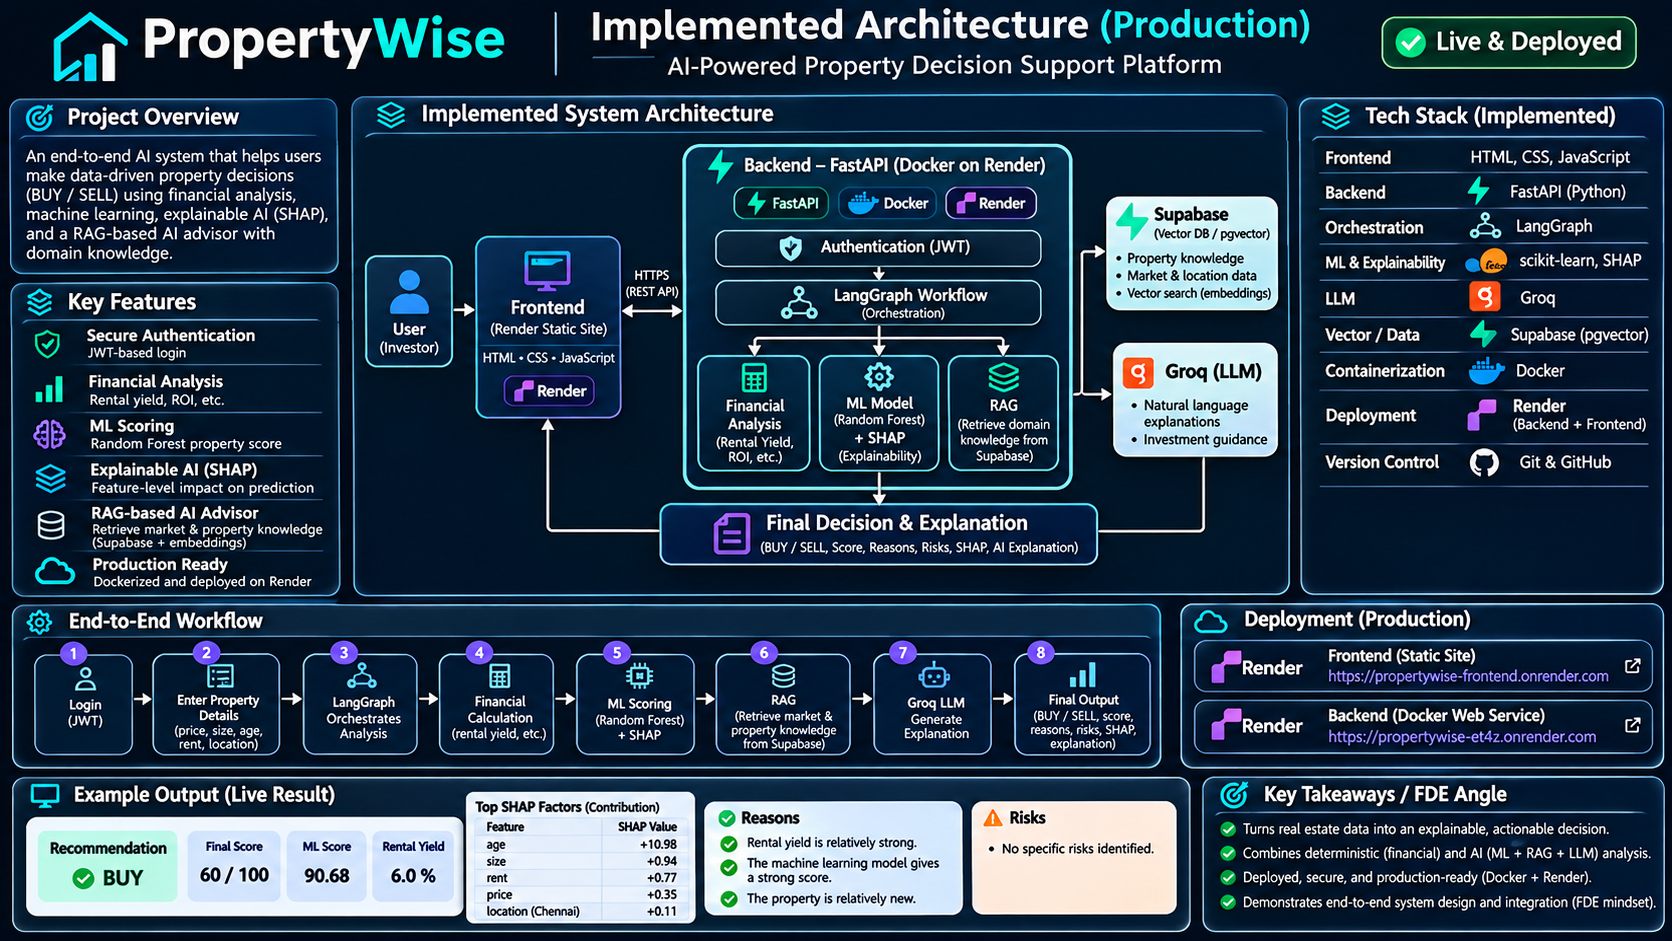 PropertyWise
Implemented Architecture (Production)
AI-Powered Property Decision Support Platform
Live & Deployed
Project Overview
An end-to-end AI system that helps users
make data-driven property decisions
(BUY / SELL) using financial analysis,
machine learning, explainable AI (SHAP),
and a RAG-based AI advisor with
domain knowledge.
Key Features
Secure Authentication
JWT-based login
Financial Analysis
Rental yield, ROI, etc.
ML Scoring
Random Forest property score
Explainable AI (SHAP)
Feature-level impact on prediction
RAG-based AI Advisor
Retrieve market & property knowledge
(Supabase + embeddings)
Production Ready
Dockerized and deployed on Render
Implemented System Architecture
User
(Investor)
Frontend
(Render Static Site)
HTML • CSS • JavaScript
Render
HTTPS
(REST API)
Backend – FastAPI (Docker on Render)
FastAPI
Docker
Render
Authentication (JWT)
LangGraph Workflow
(Orchestration)
Financial
Analysis
(Rental Yield,
ROI, etc.)
ML Model
(Random Forest)
+ SHAP
(Explainability)
RAG
(Retrieve domain
knowledge from
Supabase)
Supabase
(Vector DB / pgvector)
• Property knowledge
• Market & location data
• Vector search (embeddings)
Groq (LLM)
• Natural language
explanations
• Investment guidance
Final Decision & Explanation
(BUY / SELL, Score, Reasons, Risks, SHAP, AI Explanation)
Tech Stack (Implemented)
Frontend HTML, CSS, JavaScript
Backend FastAPI (Python)
Orchestration LangGraph
ML & Explainability scikit-learn, SHAP
LLM Groq
Vector / Data Supabase (pgvector)
Containerization Docker
Deployment Render
(Backend + Frontend)
Version Control Git & GitHub
End-to-End Workflow
1
Login
(JWT)
2
Enter Property
Details
(price, size, age,
rent, location)
3
LangGraph
Orchestrates
Analysis
4
Financial
Calculation
(rental yield, etc.)
5
ML Scoring
(Random Forest)
+ SHAP
6
RAG
(Retrieve market &
property knowledge
from Supabase)
7
Groq LLM
Generate
Explanation
8
Final Output
(BUY / SELL, score,
reasons, risks, SHAP,
explanation)
Deployment (Production)
Render
Frontend (Static Site)
https://propertywise-frontend.onrender.com
Render
Backend (Docker Web Service)
https://propertywise-et4z.onrender.com
Example Output (Live Result)
Recommendation
BUY
Final Score
60 / 100
ML Score
90.68
Rental Yield
6.0 %
Top SHAP Factors (Contribution)
Feature SHAP Value
age +10.98
size +0.94
rent +0.77
price +0.35
location (Chennai) +0.11
Reasons
Rental yield is relatively strong.
The machine learning model gives
a strong score.
The property is relatively new.
Risks
• No specific risks identified.
Key Takeaways / FDE Angle
Turns real estate data into an explainable, actionable decision.
Combines deterministic (financial) and AI (ML + RAG + LLM) analysis.
Deployed, secure, and production-ready (Docker + Render).
Demonstrates end-to-end system design and integration (FDE mindset).